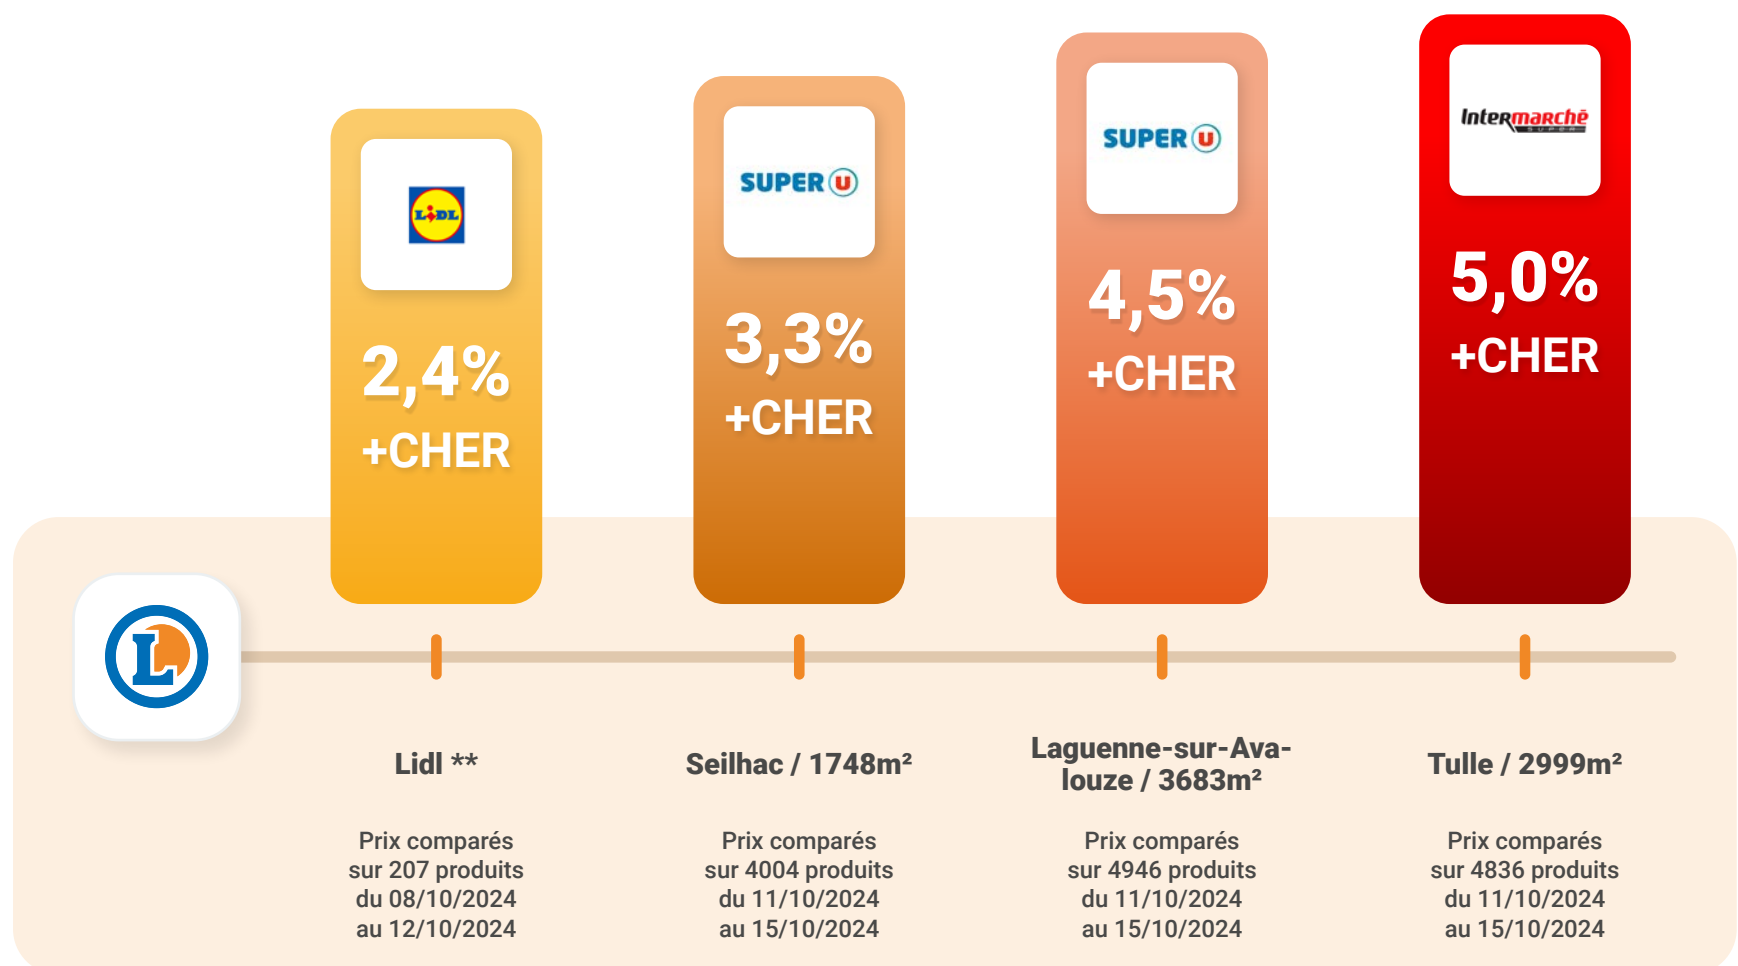 LiDL
2,4%
+CHER
SUPER U
3,3%
+CHER
SUPER U
4,5%
+CHER
Intermarchē
SUPER
5,0%
+CHER
L
Lidl **
Prix comparés
sur 207 produits
du 08/10/2024
au 12/10/2024
Seilhac / 1748m²
Prix comparés
sur 4004 produits
du 11/10/2024
au 15/10/2024
Laguenne-sur-Ava-
louze / 3683m²
Prix comparés
sur 4946 produits
du 11/10/2024
au 15/10/2024
Tulle / 2999m²
Prix comparés
sur 4836 produits
du 11/10/2024
au 15/10/2024